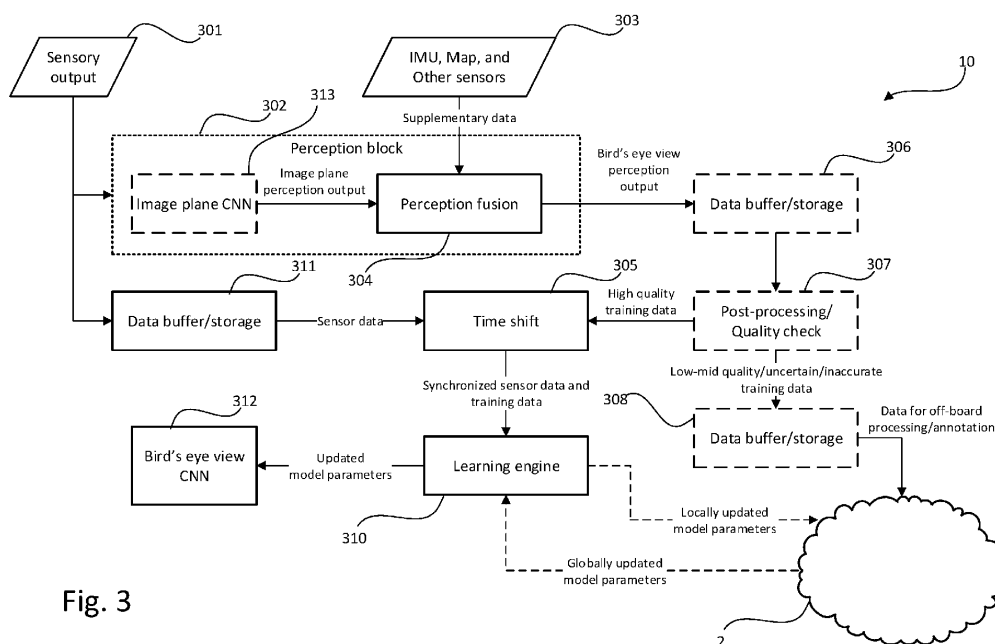 301
303
Sensory
output
IMU, Map, and
Other sensors
10
302
313
Supplementary data
Perception block
Bird's eye view
perception
output
306
Image plane
perception output
Image plane CNN
Perception fusion
Data buffer/storage
304
311
305
307
High quality
training data
Data buffer/storage
Sensor data
Time shift
Post-processing/
Quality check
Low-mid quality/uncertain/inaccurate
training data
Synchronized sensor data and
training data
312
308
Data for off-board
processing/annotation
Data buffer/storage
Bird's eye view
CNN
Updated
model parameters
Learning engine
310
Locally updated
model parameters
Globally updated
model parameters
Fig. 3
2